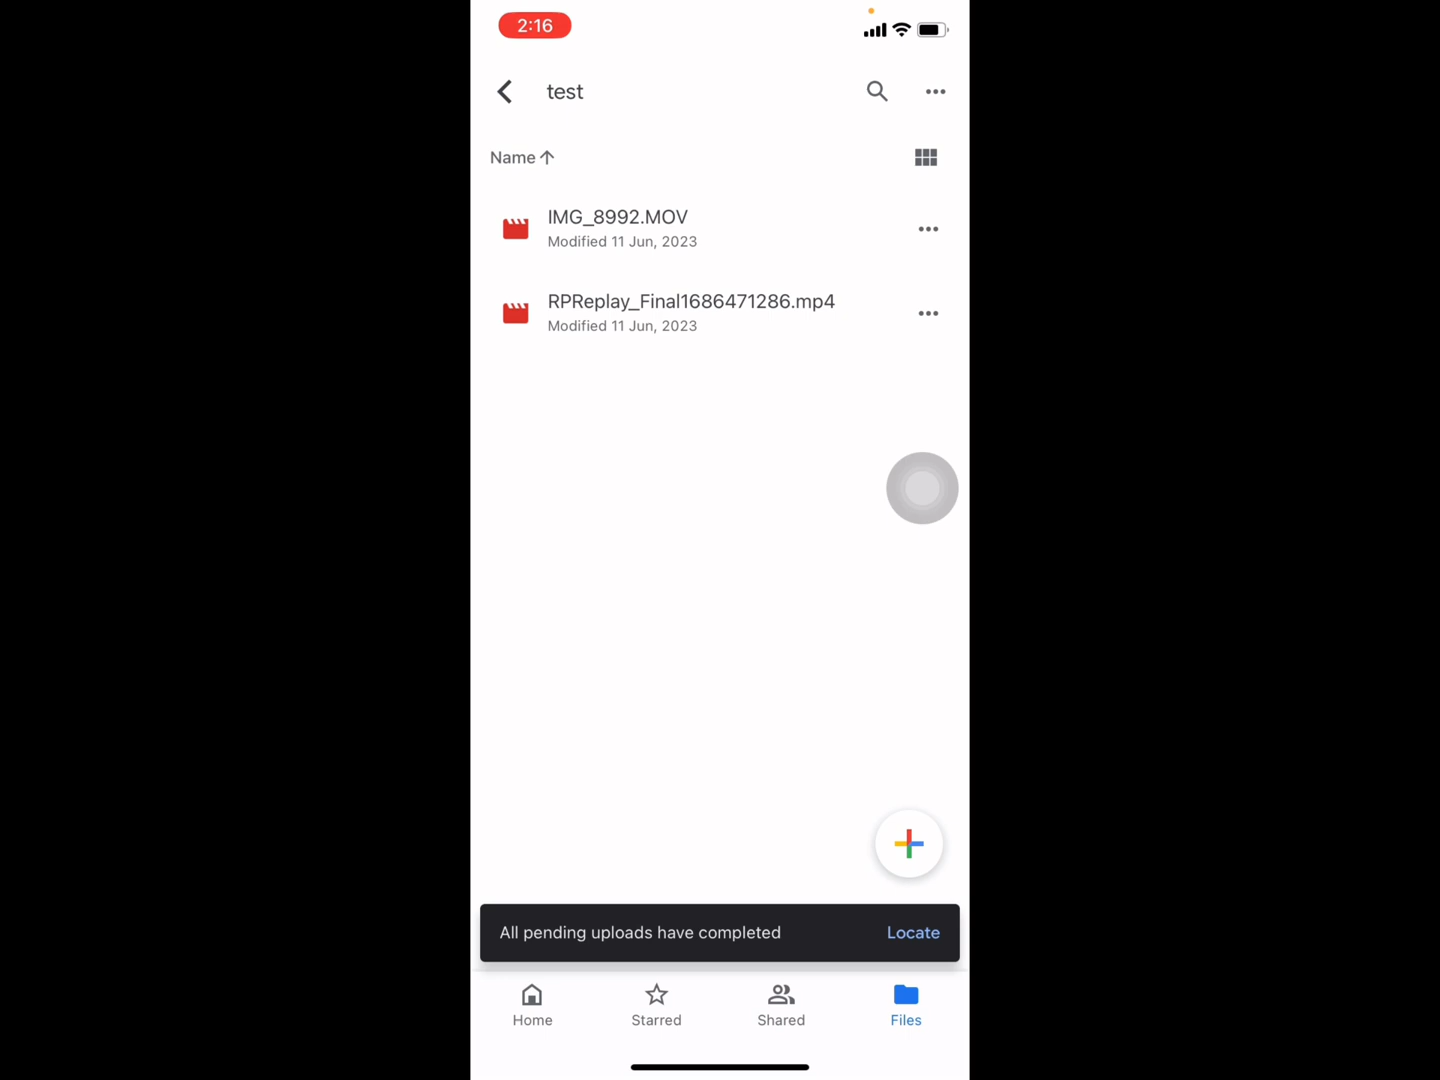 2:16
test
Name
IMG_8992.MOV
Modified 11 Jun, 2023
RPReplay_Final1686471286.mp4
Modified 11 Jun, 2023
All pending uploads have completed Locate
Home Starred Shared Files